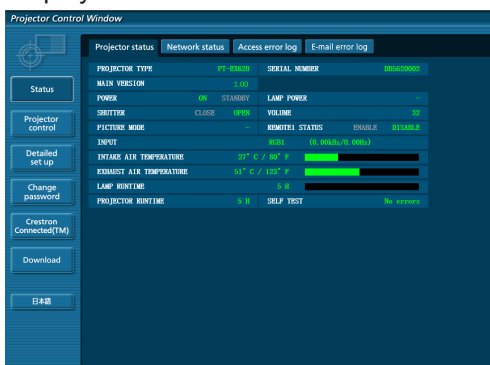 Projector Control Window
Projector status Network status Access error log E-mail error log
Status
Projector control
Detailed set up
Change password
Crestron Connected(TM)
Download
日本語
PROJECTOR TYPE PT-EX620 SERIAL NUMBER DH5620002
MAIN VERSION 1.00
POWER ON STANDBY LAMP POWER -
SHUTTER CLOSE OPEN VOLUME 32
PICTURE MODE - REMOTE1 STATUS ENABLE DISABLE
INPUT RGB1 (0.00kHz/0.00Hz)
INTAKE AIR TEMPERATURE 27° C / 80° F
EXHAUST AIR TEMPERATURE 51° C / 123° F
LAMP RUNTIME 5 H
PROJECTOR RUNTIME 5 H SELF TEST No errors